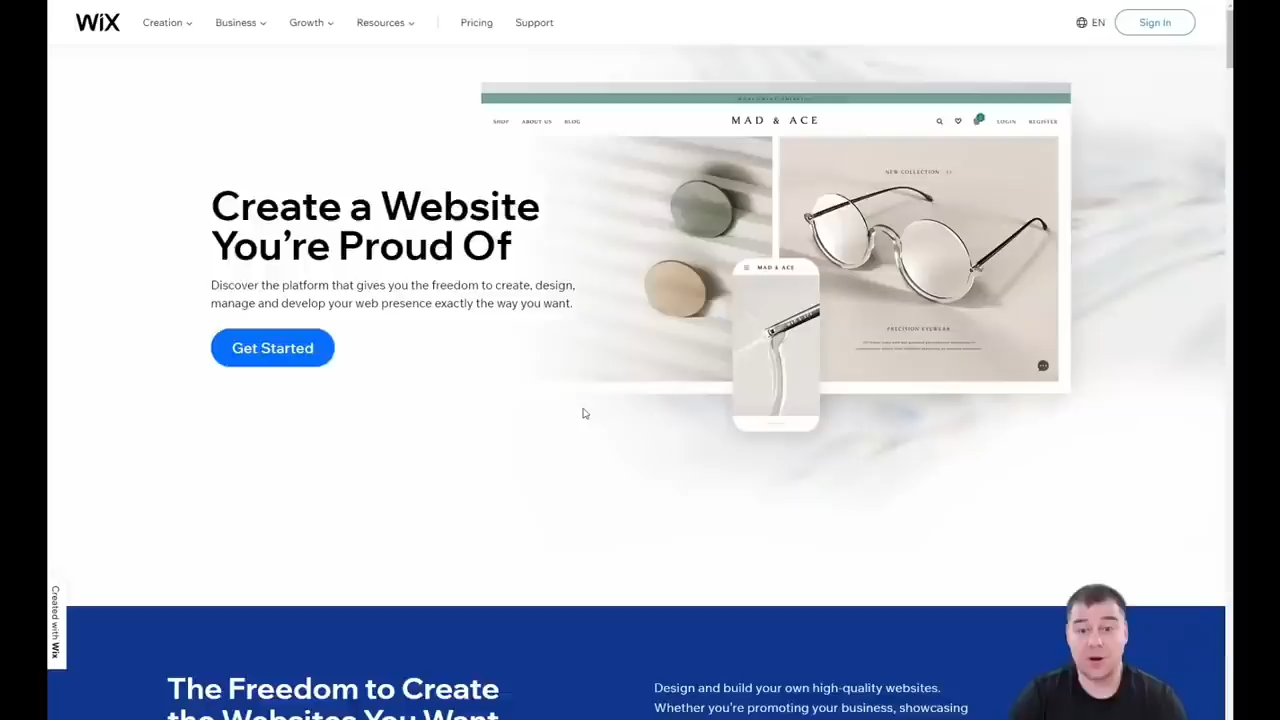 WiX
Creation
Business
Growth
Resources
Pricing
Support
EN
Sign In
SHOP
ABOUT US
BLOG
MAD & ACE
LOGIN
REGISTER
NEW COLLECTION
Create a Website
You're Proud Of
Discover the platform that gives you the freedom to create, design,
manage and develop your web presence exactly the way you want.
Get Started
MAD & ACE
PRECISION EYEWEAR
Created with Wix
The Freedom to Create
the Websites You Want
Design and build your own high-quality websites.
Whether you're promoting your business, showcasing